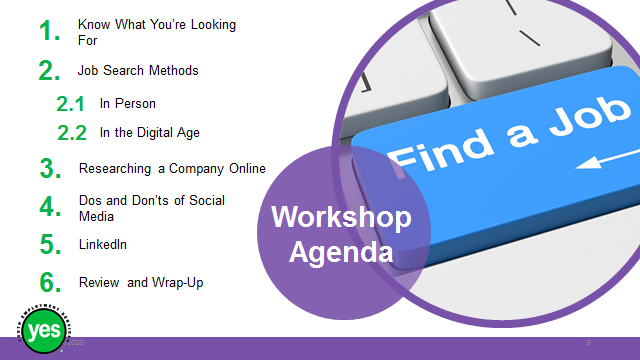 1. Know What You're Looking
For
2. Job Search Methods
2.1 In Person
2.2 In the Digital Age
3. Researching a Company Online
4. Dos and Don'ts of Social
Media
5. LinkedIn
6. Review and Wrap-Up
Find a Job
Workshop
Agenda
yes